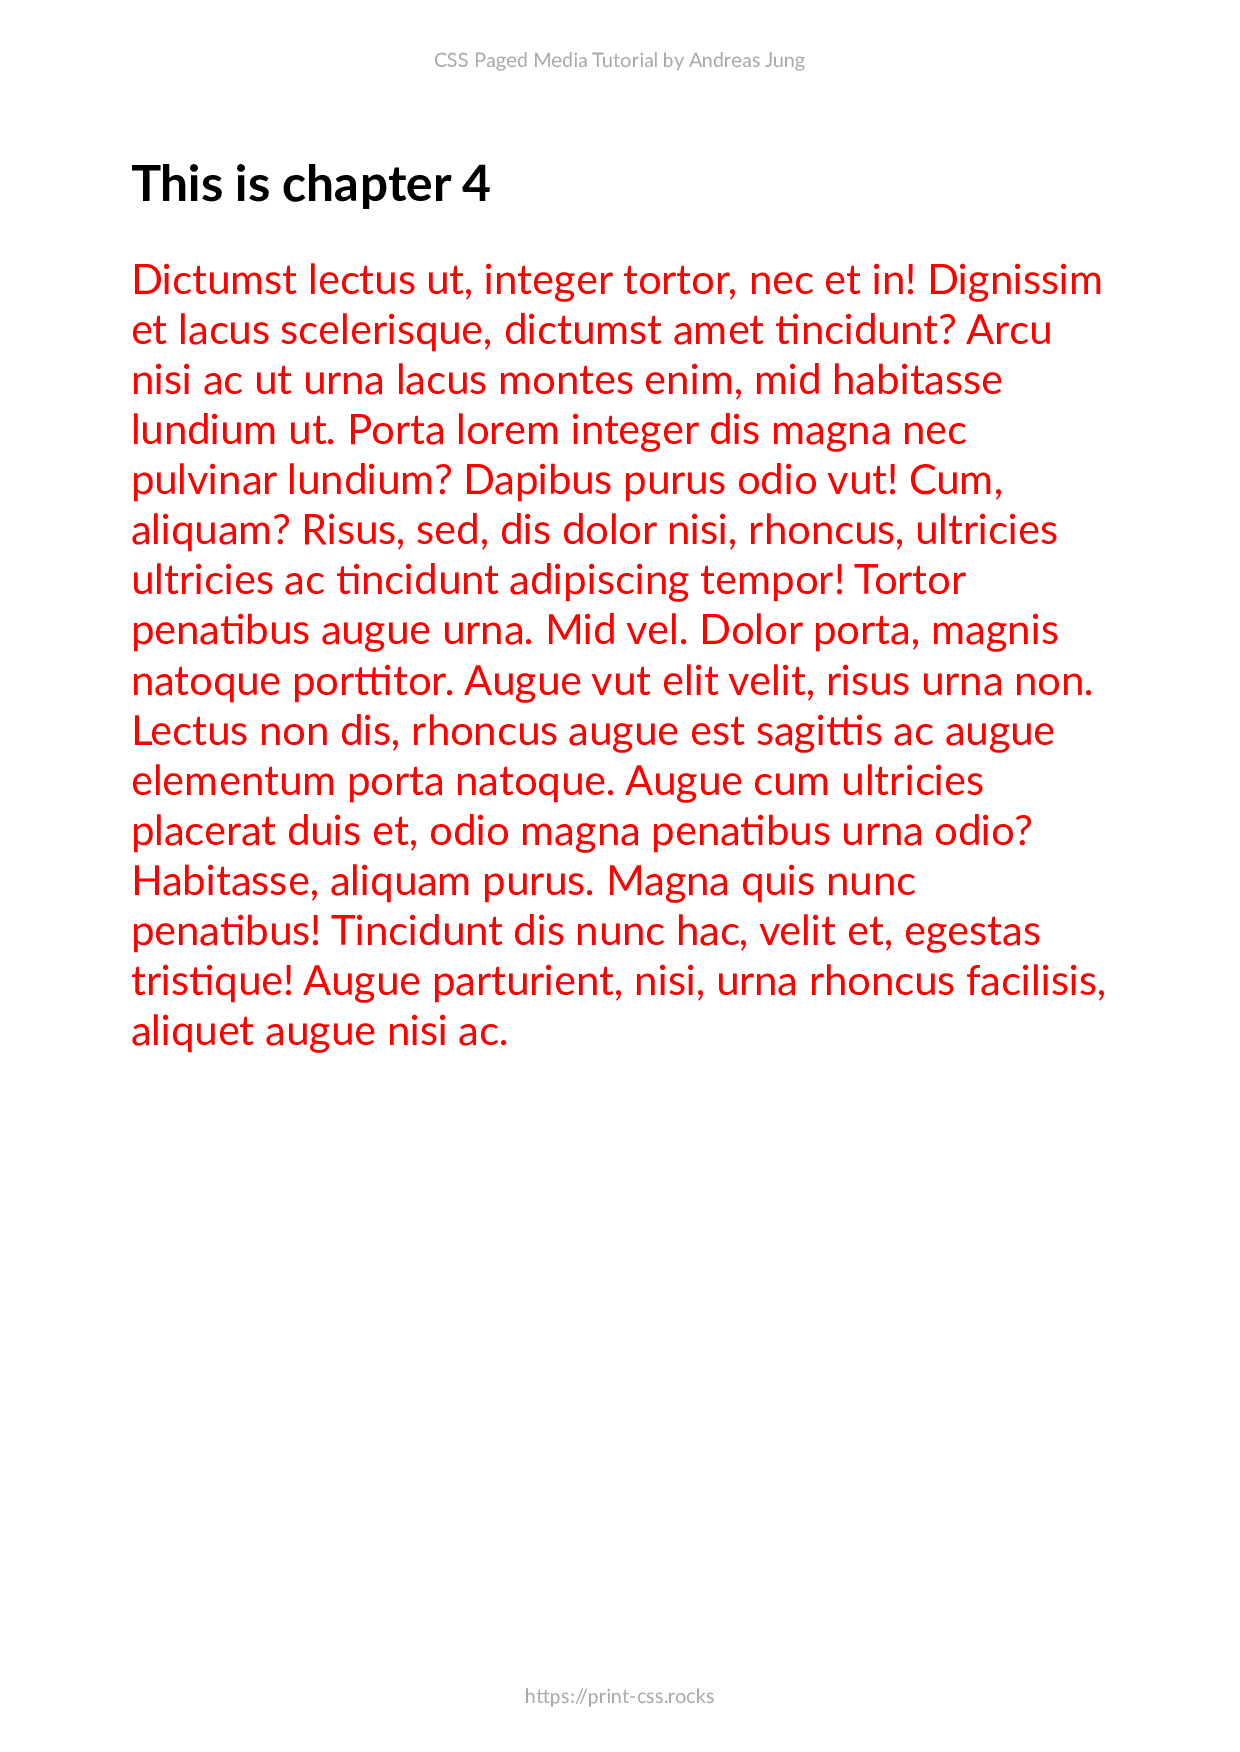 CSS Paged Media Tutorial by Andreas Jung
This is chapter 4
Dictumst lectus ut, integer tortor, nec et in! Dignissim
et lacus scelerisque, dictumst amet tincidunt? Arcu
nisi ac ut urna lacus montes enim, mid habitasse
lundium ut. Porta lorem integer dis magna nec
pulvinar lundium? Dapibus purus odio vut! Cum,
aliquam? Risus, sed, dis dolor nisi, rhoncus, ultricies
ultricies ac tincidunt adipiscing tempor! Tortor
penatibus augue urna. Mid vel. Dolor porta, magnis
natoque porttitor. Augue vut elit velit, risus urna non.
Lectus non dis, rhoncus augue est sagittis ac augue
elementum porta natoque. Augue cum ultricies
placerat duis et, odio magna penatibus urna odio?
Habitasse, aliquam purus. Magna quis nunc
penatibus! Tincidunt dis nunc hac, velit et, egestas
tristique! Augue parturient, nisi, urna rhoncus facilisis,
aliquet augue nisi ac.
https://print-css.rocks